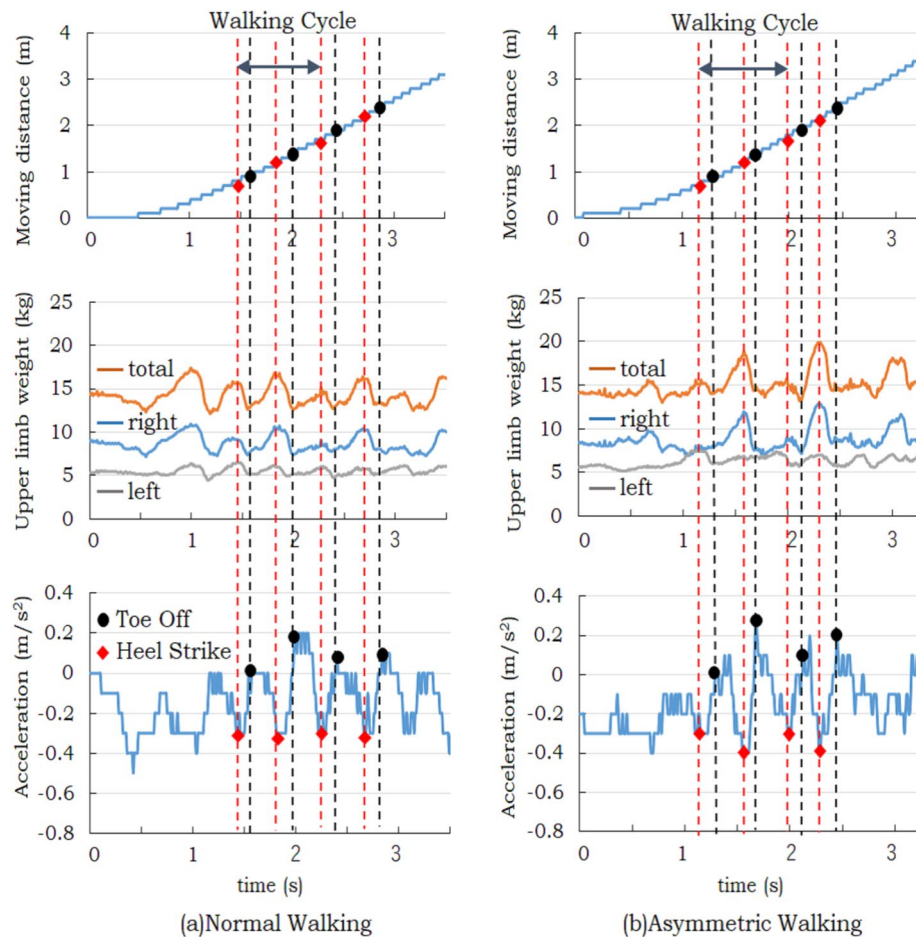 Walking Cycle
Moving distance (m)
4
3
2
1
0
0 1 2 3
Upper limb weight (kg)
25
20
15
10
5
0
total
right
left
0 1 2 3
Acceleration (m/s²)
0.4
0.2
0
-0.2
-0.4
-0.6
-0.8
Toe Off
Heel Strike
0 1 2 3
time (s)
(a)Normal Walking
Walking Cycle
Moving distance (m)
4
3
2
1
0
0 1 2 3
Upper limb weight (kg)
25
20
15
10
5
0
total
right
left
0 1 2 3
Acceleration (m/s²)
0.4
0.2
0
-0.2
-0.4
-0.6
-0.8
0 1 2 3
time (s)
(b)Asymmetric Walking